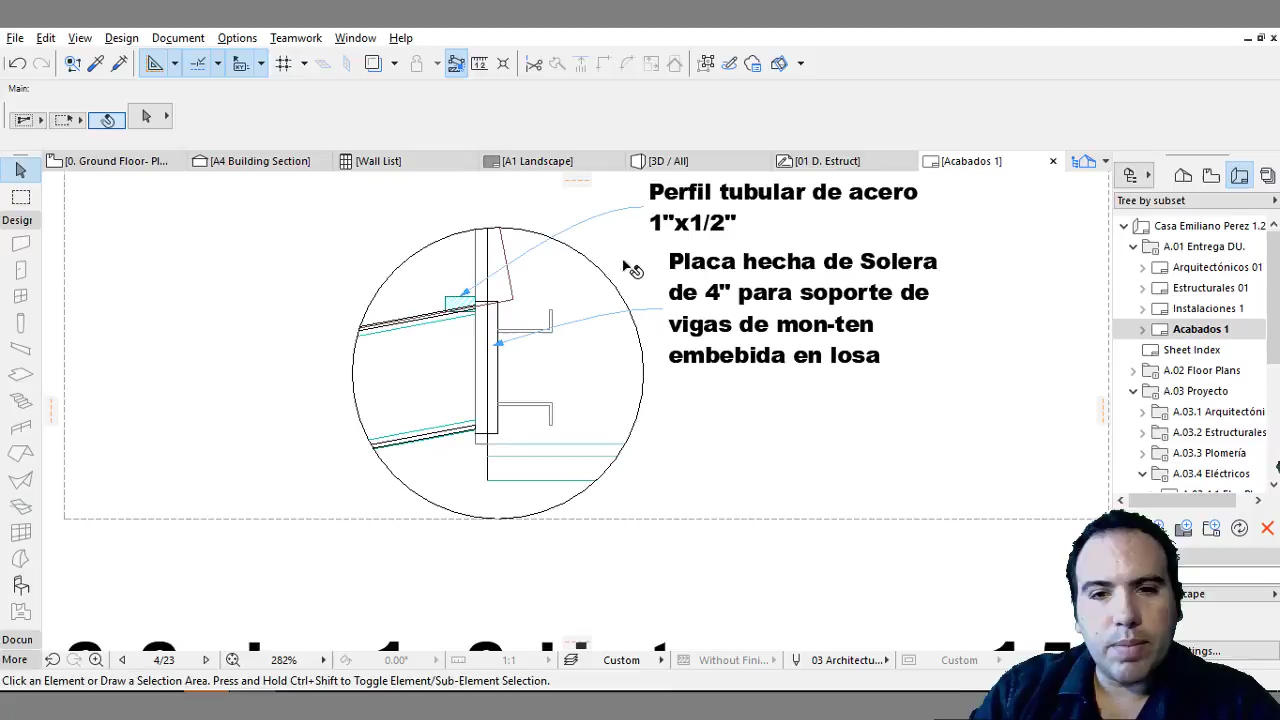 File Edit View Design Document Options Teamwork Window Help
Main:
[0. Ground Floor- Pl... [A4 Building Section] [Wall List] [A1 Landscape] [3D / All] [01 D. Estruct] [Acabados 1]
Desigr
Tree by subset
Casa Emiliano Perez 1.2
A.01 Entrega DU.
Arquitectónicos 01
Estructurales 01
Instalaciones 1
Acabados 1
Sheet Index
A.02 Floor Plans
A.03 Proyecto
A.03.1 Arquitectóni
A.03.2 Estructurales
A.03.3 Plomería
A.03.4 Eléctricos
Perfil tubular de acero
1"x1/2"
Placa hecha de Solera
de 4" para soporte de
vigas de mon-ten
embebida en losa
Docun
More
4/23 282% 0.00° 1:1 Custom Without Fini... 03 Architectu... Custom
Click an Element or Draw a Selection Area. Press and Hold Ctrl+Shift to Toggle Element/Sub-Element Selection.